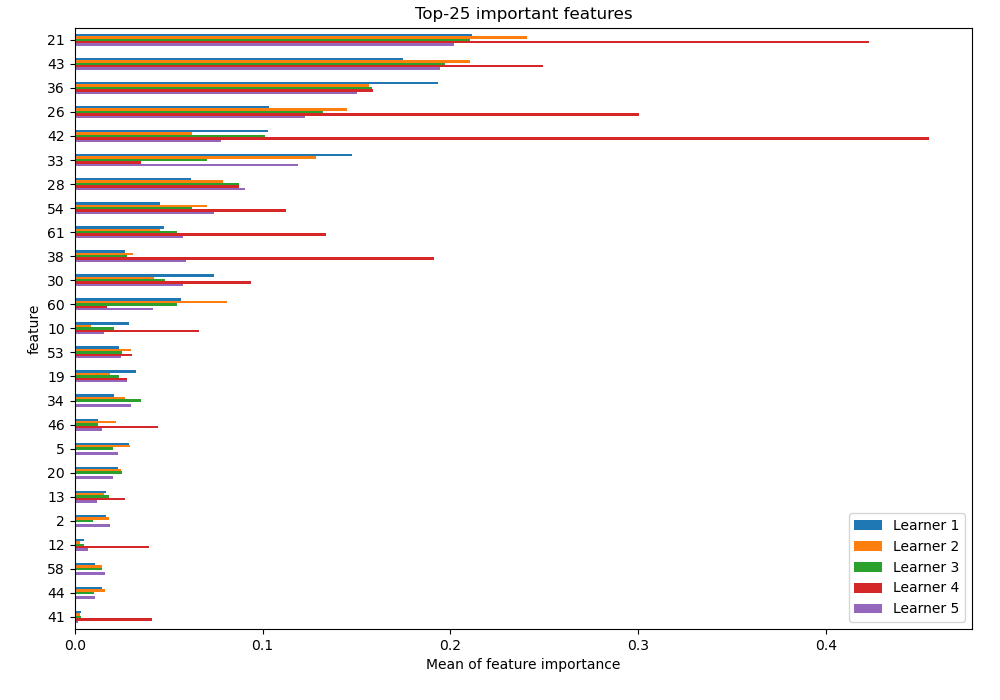 Top-25 important features
21
43
36
26
42
33
28
54
61
38
30
60
10
53
19
34
46
5
20
13
2
12
58
44
41
feature
Learner 1
Learner 2
Learner 3
Learner 4
Learner 5
0.0 0.1 0.2 0.3 0.4
Mean of feature importance